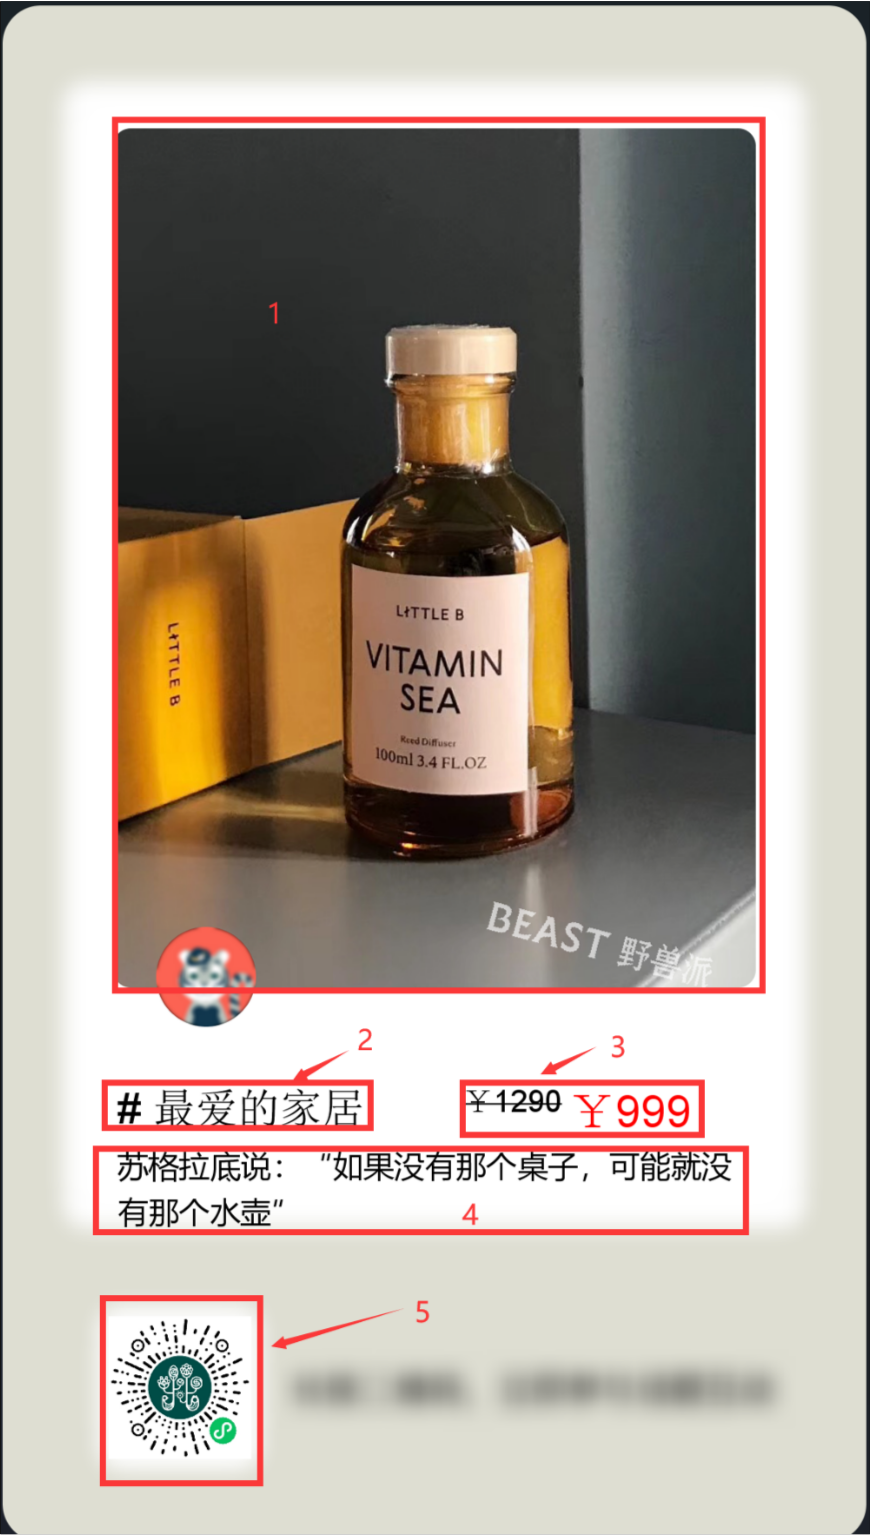 1
LITTLE B
LITTLE B
VITAMIN
SEA
Reed Diffuser
100ml 3.4 FL.OZ
BEAST 野兽派
2
3
# 最爱的家居
￥1290 ￥999
苏格拉底说：“如果没有那个桌子，可能就没
有那个水壶”
4
5